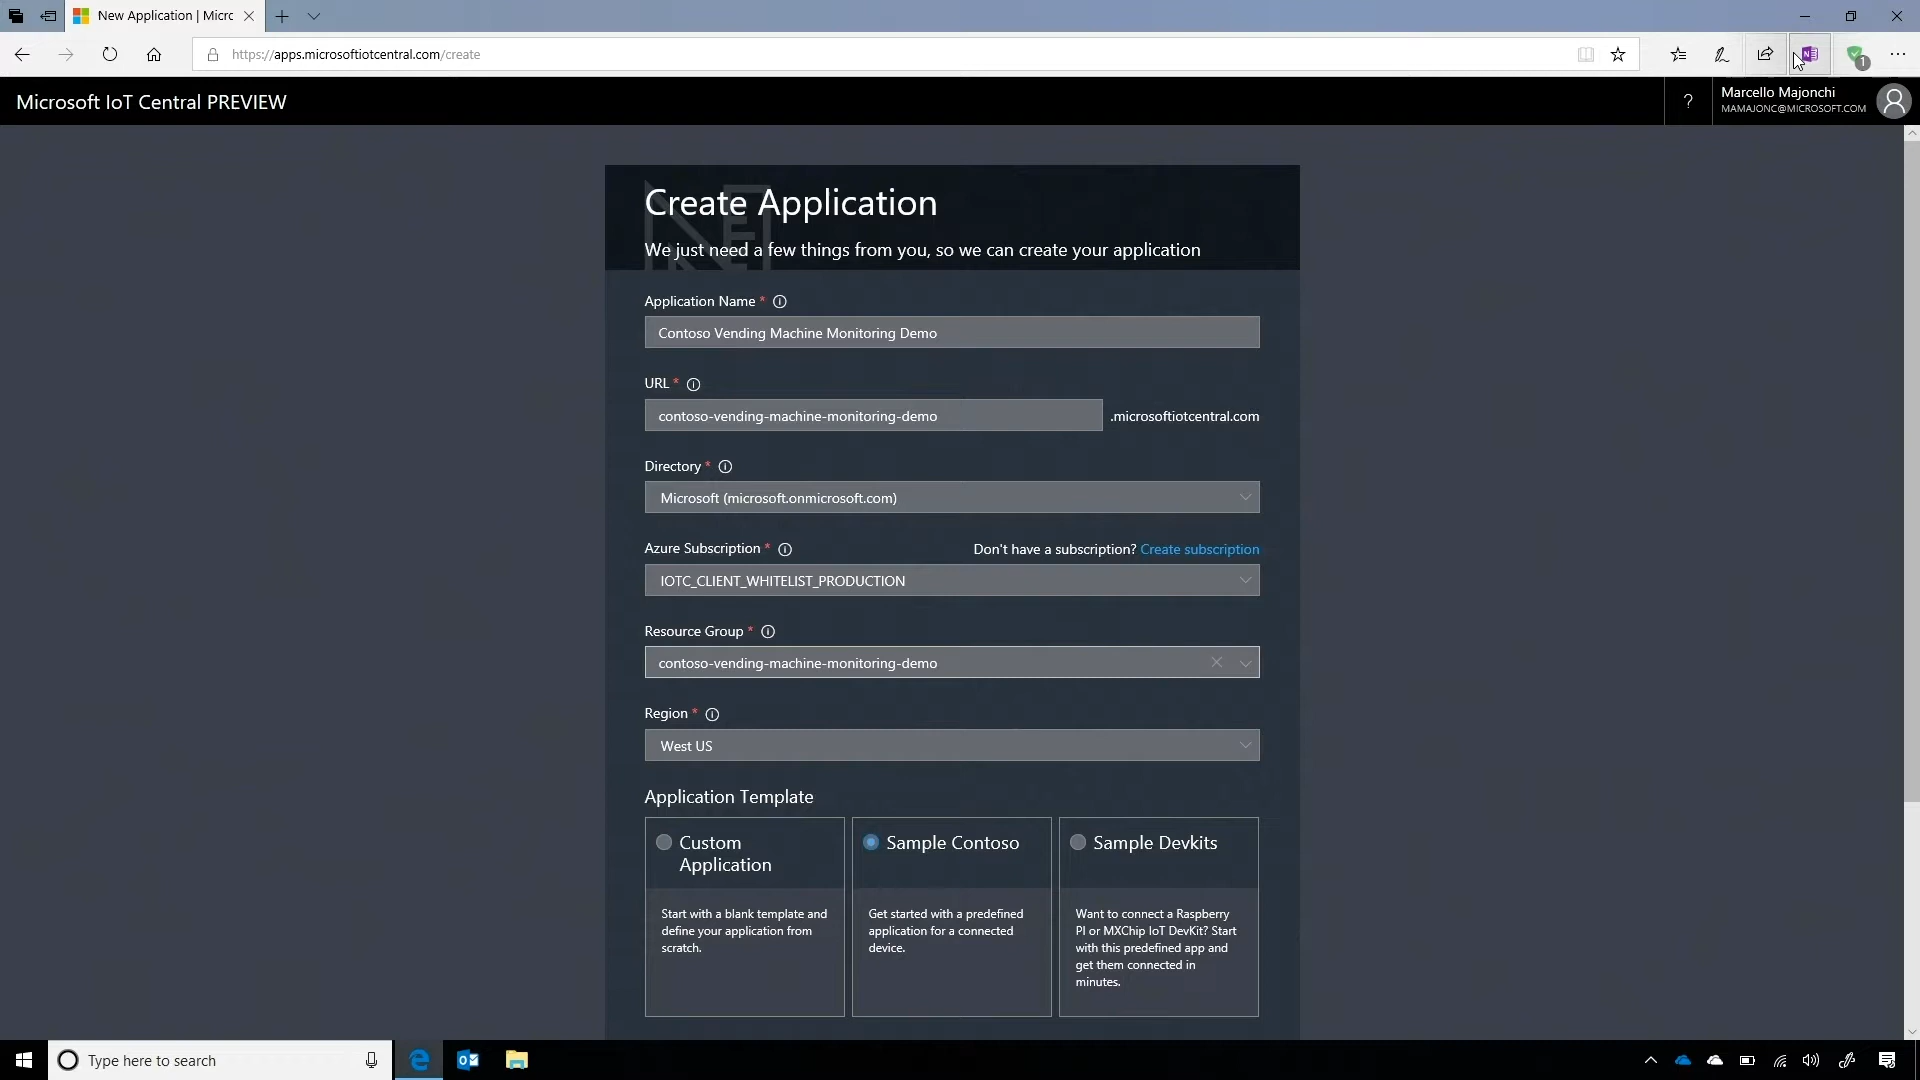 New Application | Micr
https://apps.microsoftiotcentral.com/create
1
Microsoft IoT Central PREVIEW
?
Marcello Majonchi
MAMAJONC@MICROSOFT.COM
Create Application
We just need a few things from you, so we can create your application
Application Name *
Contoso Vending Machine Monitoring Demo
URL *
contoso-vending-machine-monitoring-demo
.microsoftiotcentral.com
Directory *
Microsoft (microsoft.onmicrosoft.com)
Azure Subscription *
Don't have a subscription? Create subscription
IOTC_CLIENT_WHITELIST_PRODUCTION
Resource Group *
contoso-vending-machine-monitoring-demo
Region *
West US
Application Template
Custom
Application
Start with a blank template and
define your application from
scratch.
Sample Contoso
Get started with a predefined
application for a connected
device.
Sample Devkits
Want to connect a Raspberry
PI or MXChip IoT DevKit? Start
with this predefined app and
get them connected in
minutes.
Type here to search